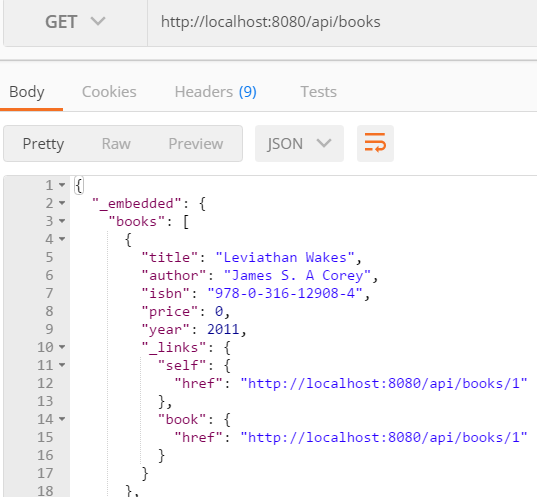 GET http://localhost:8080/api/books
Body Cookies Headers (9) Tests
Pretty Raw Preview JSON
1 {
2 "_embedded": {
3 "books": [
4 {
5 "title": "Leviathan Wakes",
6 "author": "James S. A Corey",
7 "isbn": "978-0-316-12908-4",
8 "price": 0,
9 "year": 2011,
10 "_links": {
11 "self": {
12 "href": "http://localhost:8080/api/books/1"
13 },
14 "book": {
15 "href": "http://localhost:8080/api/books/1"
16 }
17 }
18 },